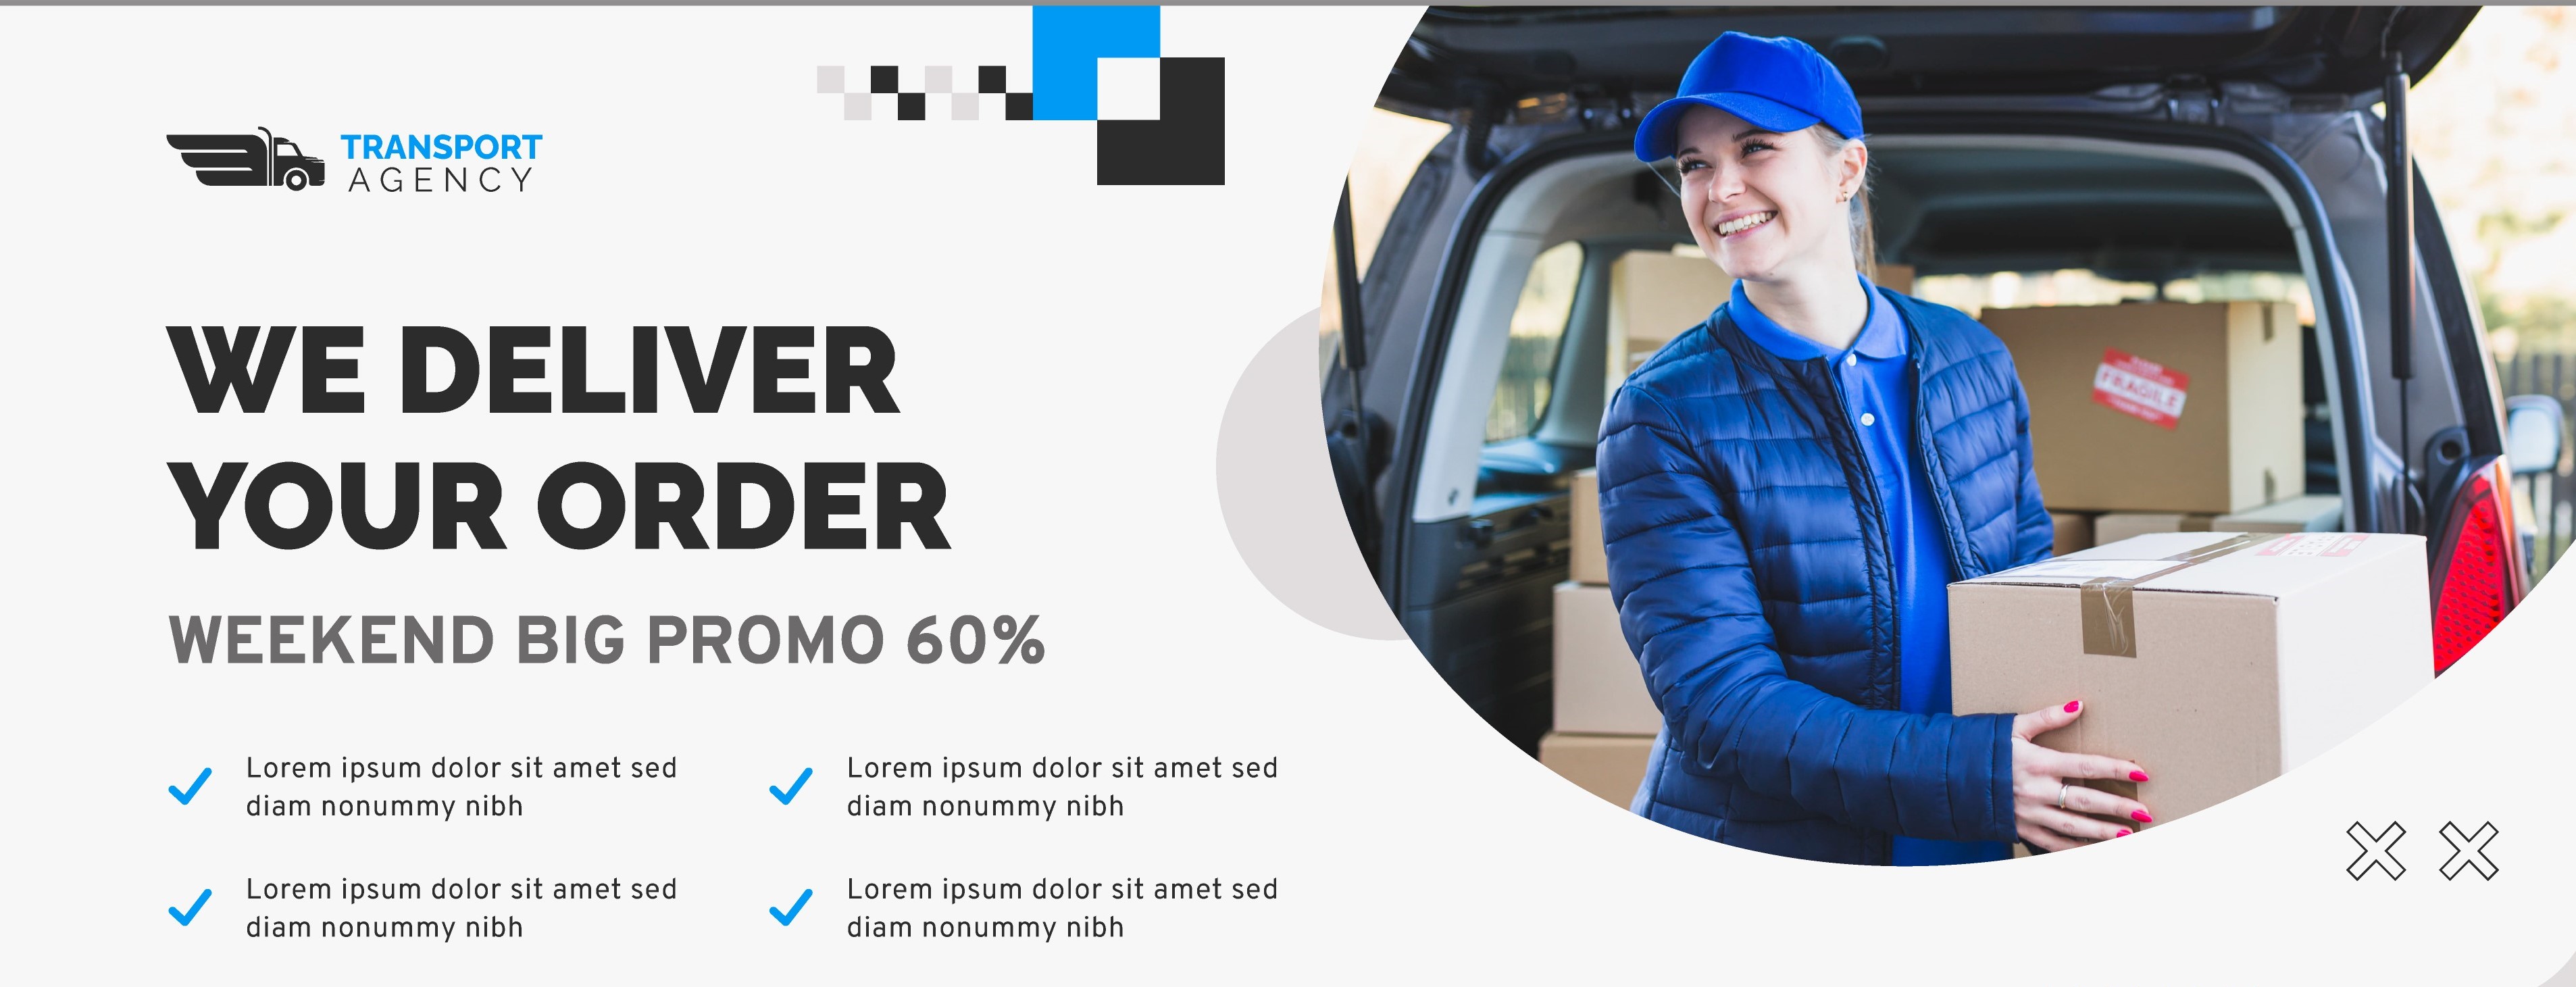 TRANSPORT
AGENCY
WE DELIVER
YOUR ORDER
WEEKEND BIG PROMO 60%
Lorem ipsum dolor sit amet sed
diam nonummy nibh
Lorem ipsum dolor sit amet sed
diam nonummy nibh
Lorem ipsum dolor sit amet sed
diam nonummy nibh
Lorem ipsum dolor sit amet sed
diam nonummy nibh
FRAGILE